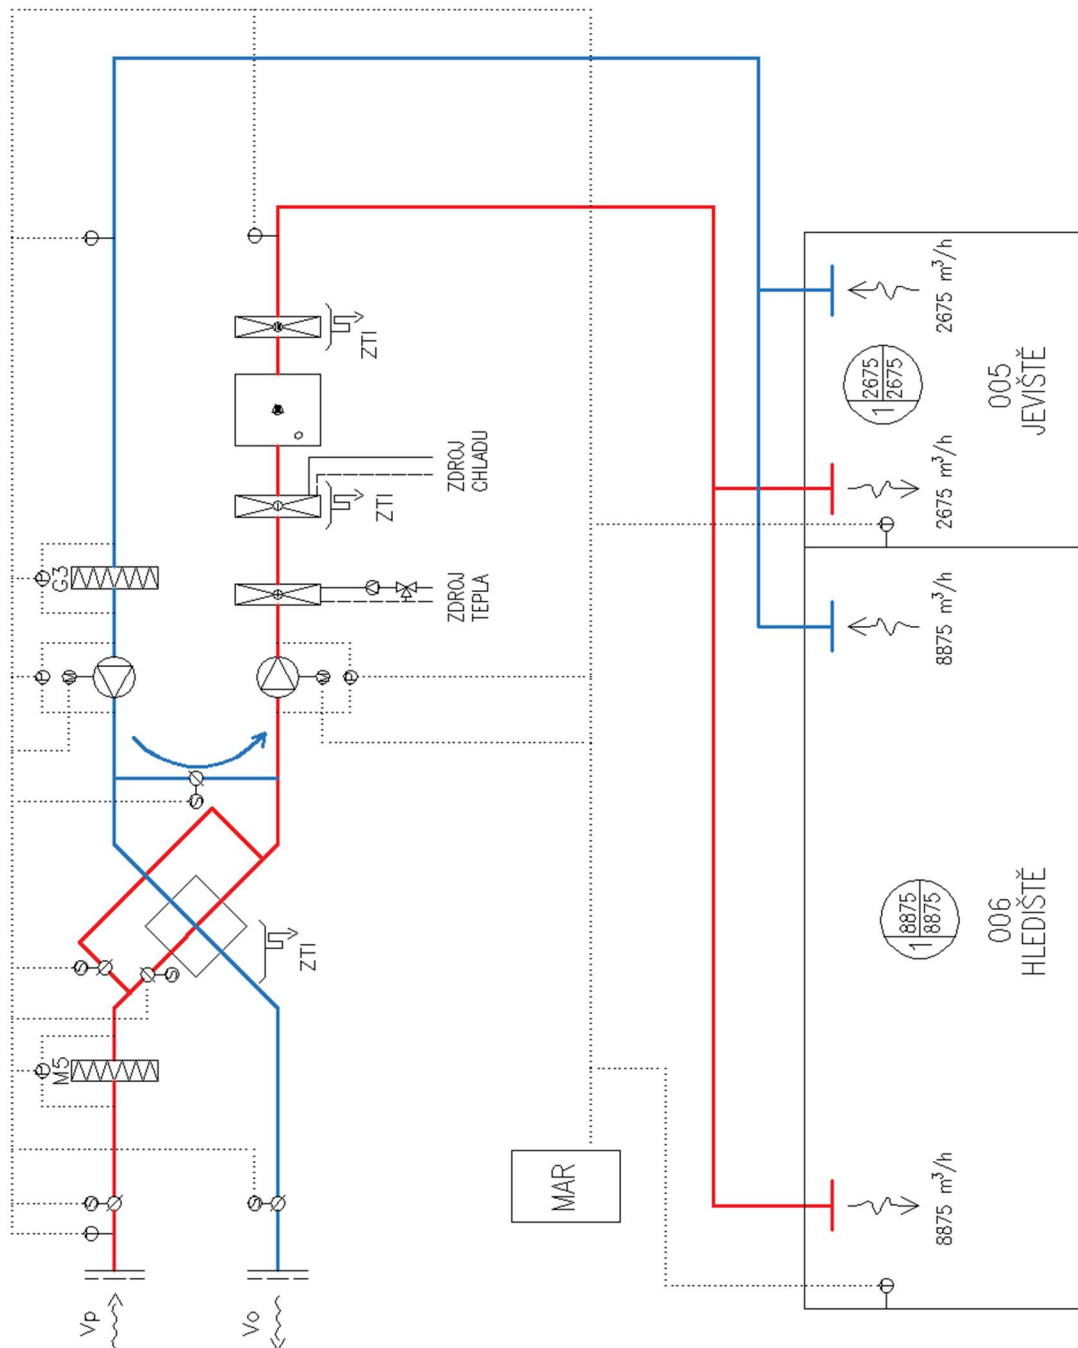 Vp
Vo
M5
G3
ZTI
ZDROJ
TEPLA
ZTI
ZDROJ
CHLADU
ZTI
MAR
8875 m³/h
8875 m³/h
1
8875
8875
006
HLEDIŠTĚ
2675 m³/h
2675 m³/h
1
2675
2675
005
JEVIŠTĚ